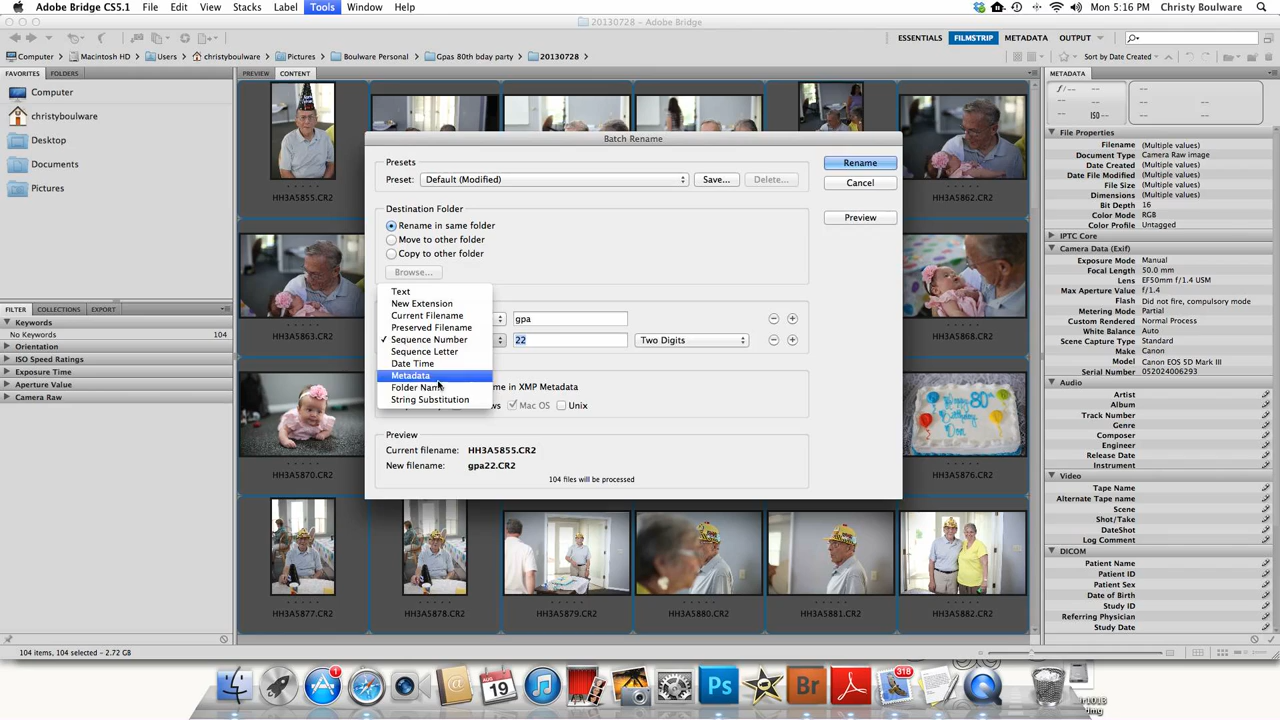 Adobe Bridge CS5.1 File Edit View Stacks Label Tools Window Help Mon 5:16 PM Christy Boulware
20130728 – Adobe Bridge
ESSENTIALS FILMSTRIP METADATA OUTPUT
Computer Macintosh HD Users christyboulware Pictures Boulware Personal Gpas 80th bday party 20130728 Sort by Date Created
FAVORITES FOLDERS
Computer
christyboulware
Desktop
Documents
Pictures
FILTER COLLECTIONS EXPORT
Keywords
No Keywords 104
Orientation
ISO Speed Ratings
Exposure Time
Aperture Value
Camera Raw
PREVIEW CONTENT
HH3A5855.CR2
HH3A5862.CR2
HH3A5863.CR2
HH3A5869.CR2
HH3A5870.CR2
Happy 80th Birthday Don
HH3A5876.CR2
HH3A5877.CR2
HH3A5878.CR2
HH3A5879.CR2
HH3A5880.CR2
HH3A5881.CR2
HH3A5882.CR2
Batch Rename
Presets
Preset: Default (Modified) Save... Delete...
Rename
Cancel
Preview
Destination Folder
Rename in same folder
Move to other folder
Copy to other folder
Browse...
Text
New Extension
Current Filename
Preserved Filename
Sequence Number
Sequence Letter
Date Time
Metadata
Folder Name
String Substitution
gpa
22 Two Digits
me in XMP Metadata
ws Mac OS Unix
Preview
Current filename: HH3A5855.CR2
New filename: gpa22.CR2
104 files will be processed
METADATA
f/-- --
-- --
-- ISO--
--
-- --
File Properties
Filename (Multiple values)
Document Type Camera Raw image
Date Created (Multiple values)
Date File Modified (Multiple values)
File Size (Multiple values)
Dimensions (Multiple values)
Bit Depth 16
Color Mode RGB
Color Profile Untagged
IPTC Core
Camera Data (Exif)
Exposure Mode Manual
Focal Length 50.0 mm
Lens EF50mm f/1.4 USM
Max Aperture Value f/1.4
Flash Did not fire, compulsory mode
Metering Mode Partial
Custom Rendered Normal Process
White Balance Auto
Scene Capture Type Standard
Make Canon
Model Canon EOS 5D Mark III
Serial Number 052024006293
Audio
Artist
Album
Track Number
Genre
Composer
Engineer
Release Date
Instrument
Video
Tape Name
Alternate Tape name
Scene
Shot/Take
DateShot
Log Comment
DICOM
Patient Name
Patient ID
Patient Sex
Date of Birth
Study ID
Referring Physician
Study Date
104 items, 104 selected - 2.72 GB
1
AUG
19
Ps
Br
318